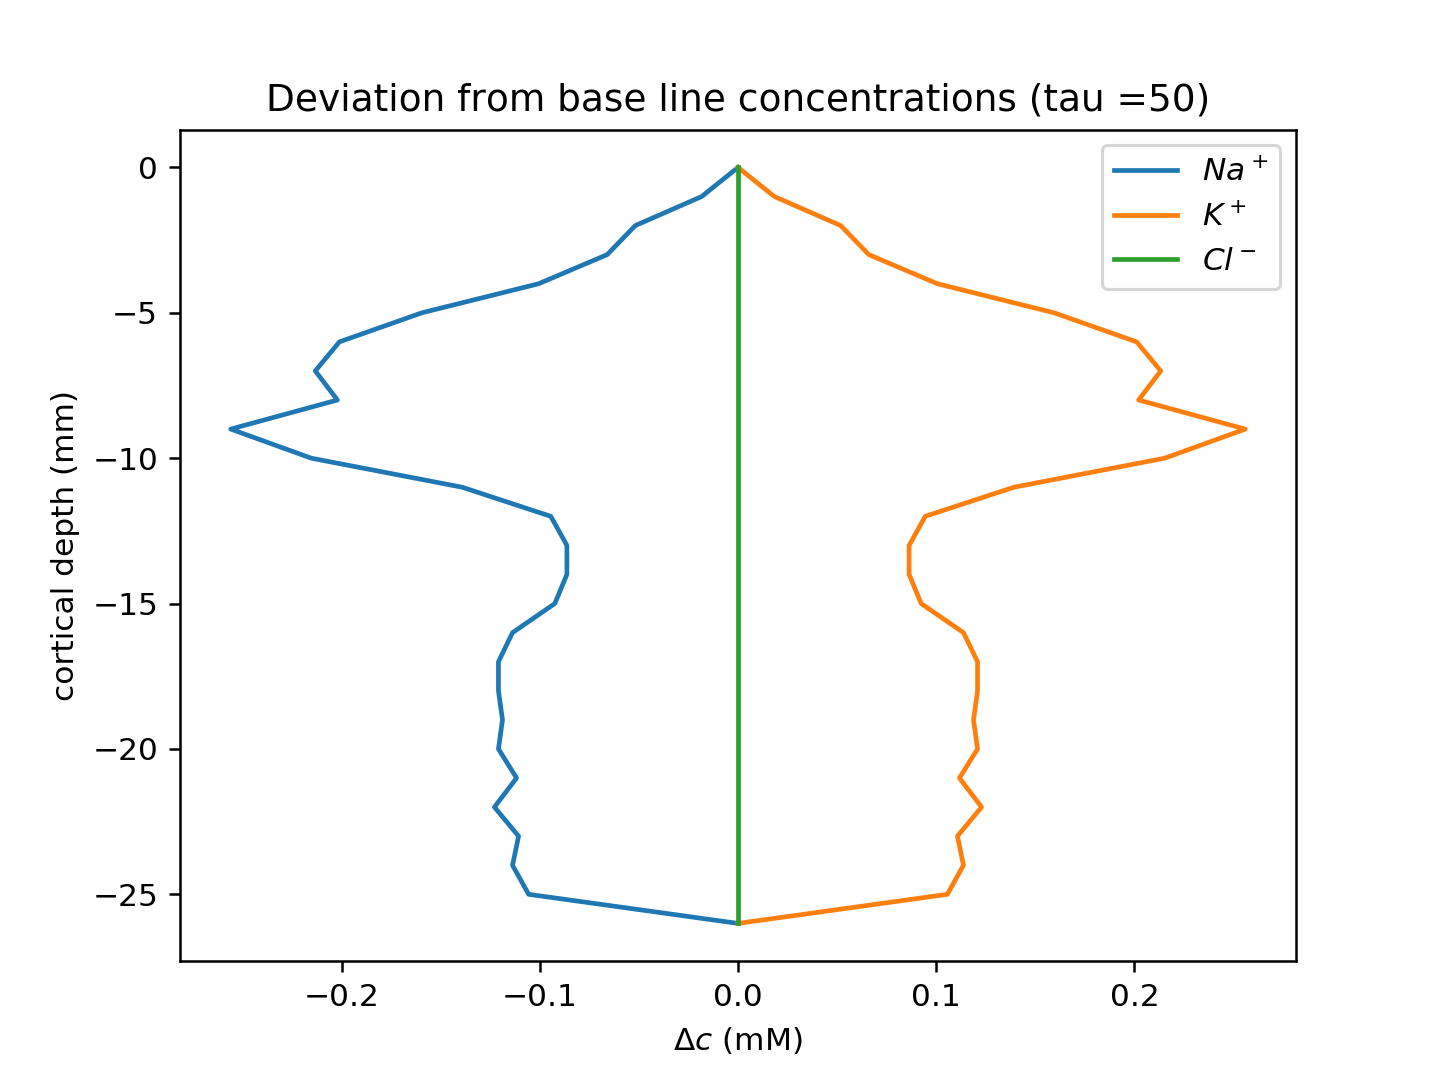 Deviation from base line concentrations (tau =50)
Na⁺
K⁺
Cl⁻
0
−5
−10
−15
−20
−25
cortical depth (mm)
−0.2 −0.1 0.0 0.1 0.2
Δc (mM)